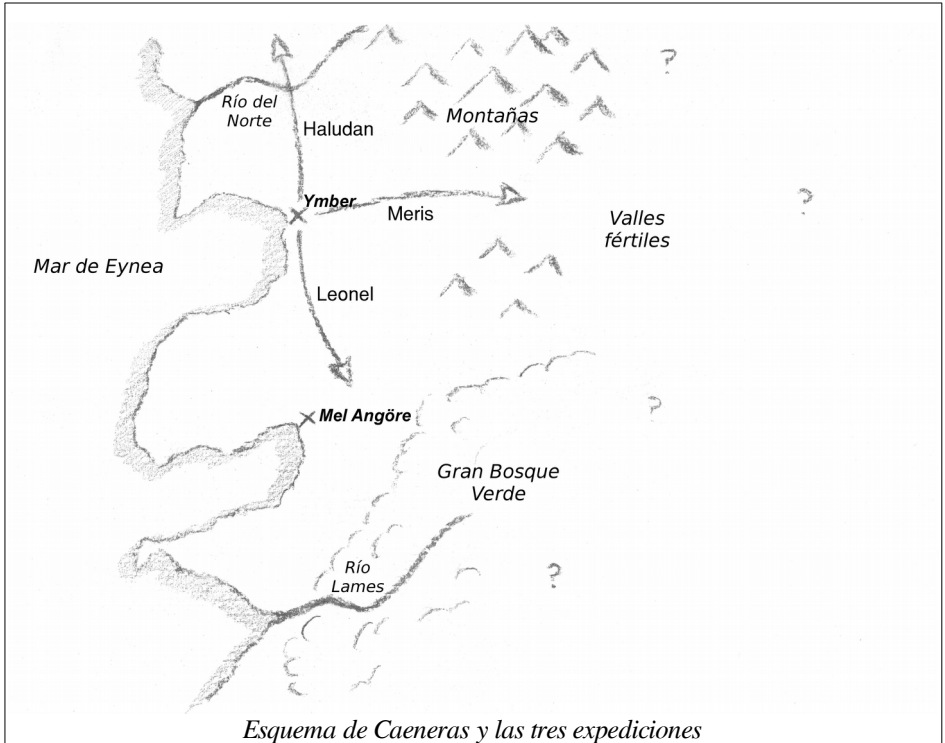 ?
Río del
Norte
Haludan
Montañas
Ymber
Meris
?
Valles
fértiles
Mar de Eynea
Leonel
Mel Angöre
?
Gran Bosque
Verde
Río
Lames
?
Esquema de Caeneras y las tres expediciones